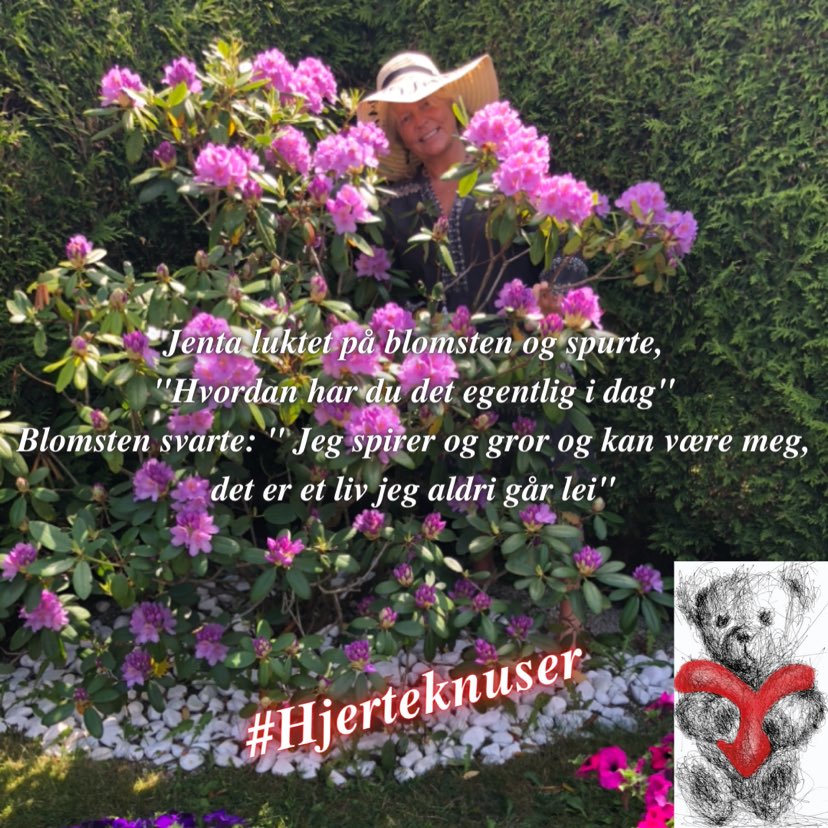 "Jenta luktet på blomsten og spurte,
"Hvordan har du det egentlig i dag"
Blomsten svarte: " Jeg spirer og gror og kan være meg,
det er et liv jeg aldri går lei"
#Hjerteknuser